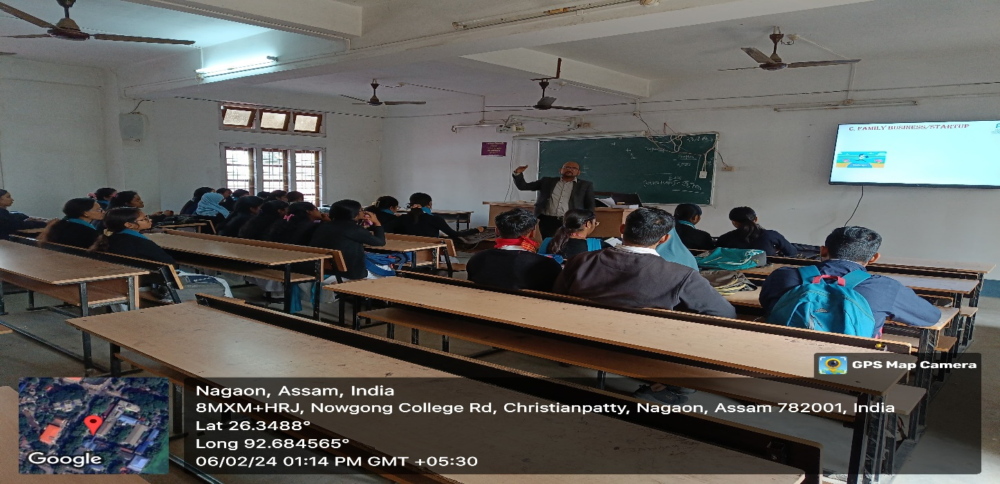 C. FAMILY BUSINESS/STARTUP
GPS Map Camera
Nagaon, Assam, India
8MXM+HRJ, Nowgong College Rd, Christianpatty, Nagaon, Assam 782001, India
Lat 26.3488°
Long 92.684565°
06/02/24 01:14 PM GMT +05:30
Google